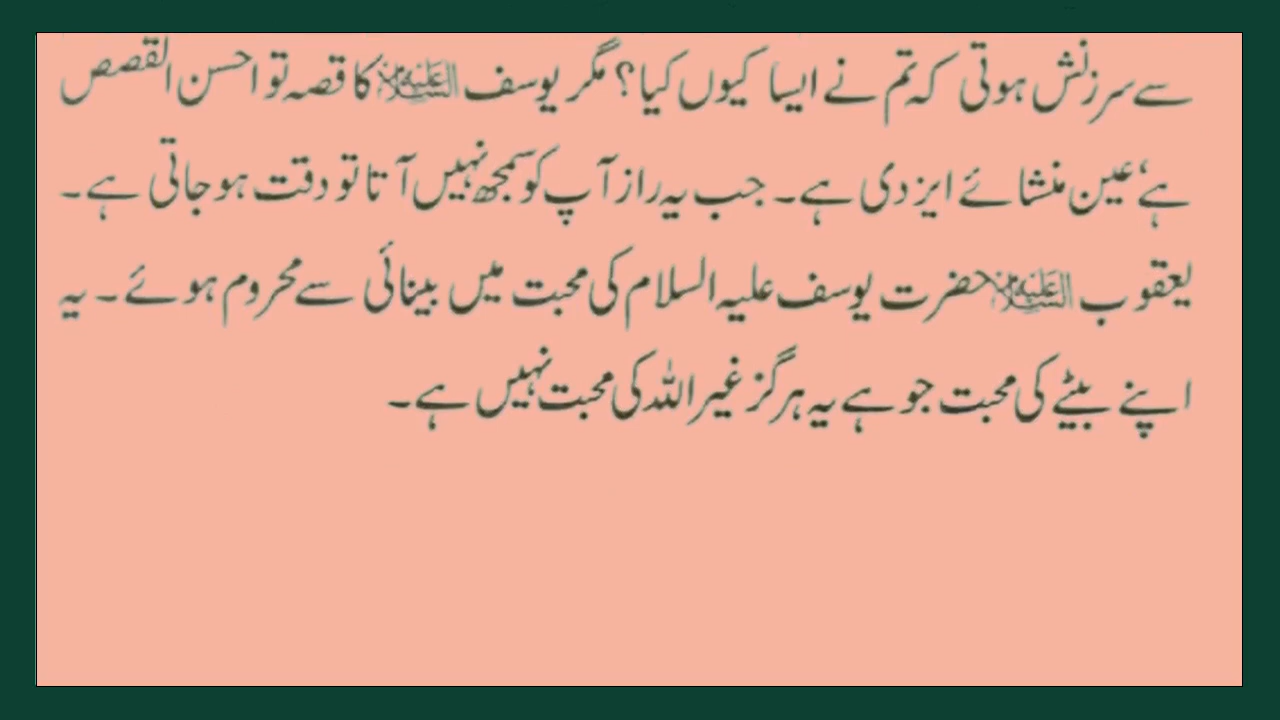 سے سرزنش ہوتی کہ تم نے ایسا کیوں کیا؟ مگر یوسف علیہ السلام کا قصہ تو احسن القصص
ہے، عین منشائے ایزدی ہے۔ جب یہ راز آپ کو سمجھ نہیں آتا تو دقت ہو جاتی ہے۔
یعقوب علیہ السلام حضرت یوسف علیہ السلام کی محبت میں بینائی سے محروم ہوئے۔ یہ
اپنے بیٹے کی محبت جو ہے یہ ہرگز غیر اللہ کی محبت نہیں ہے۔